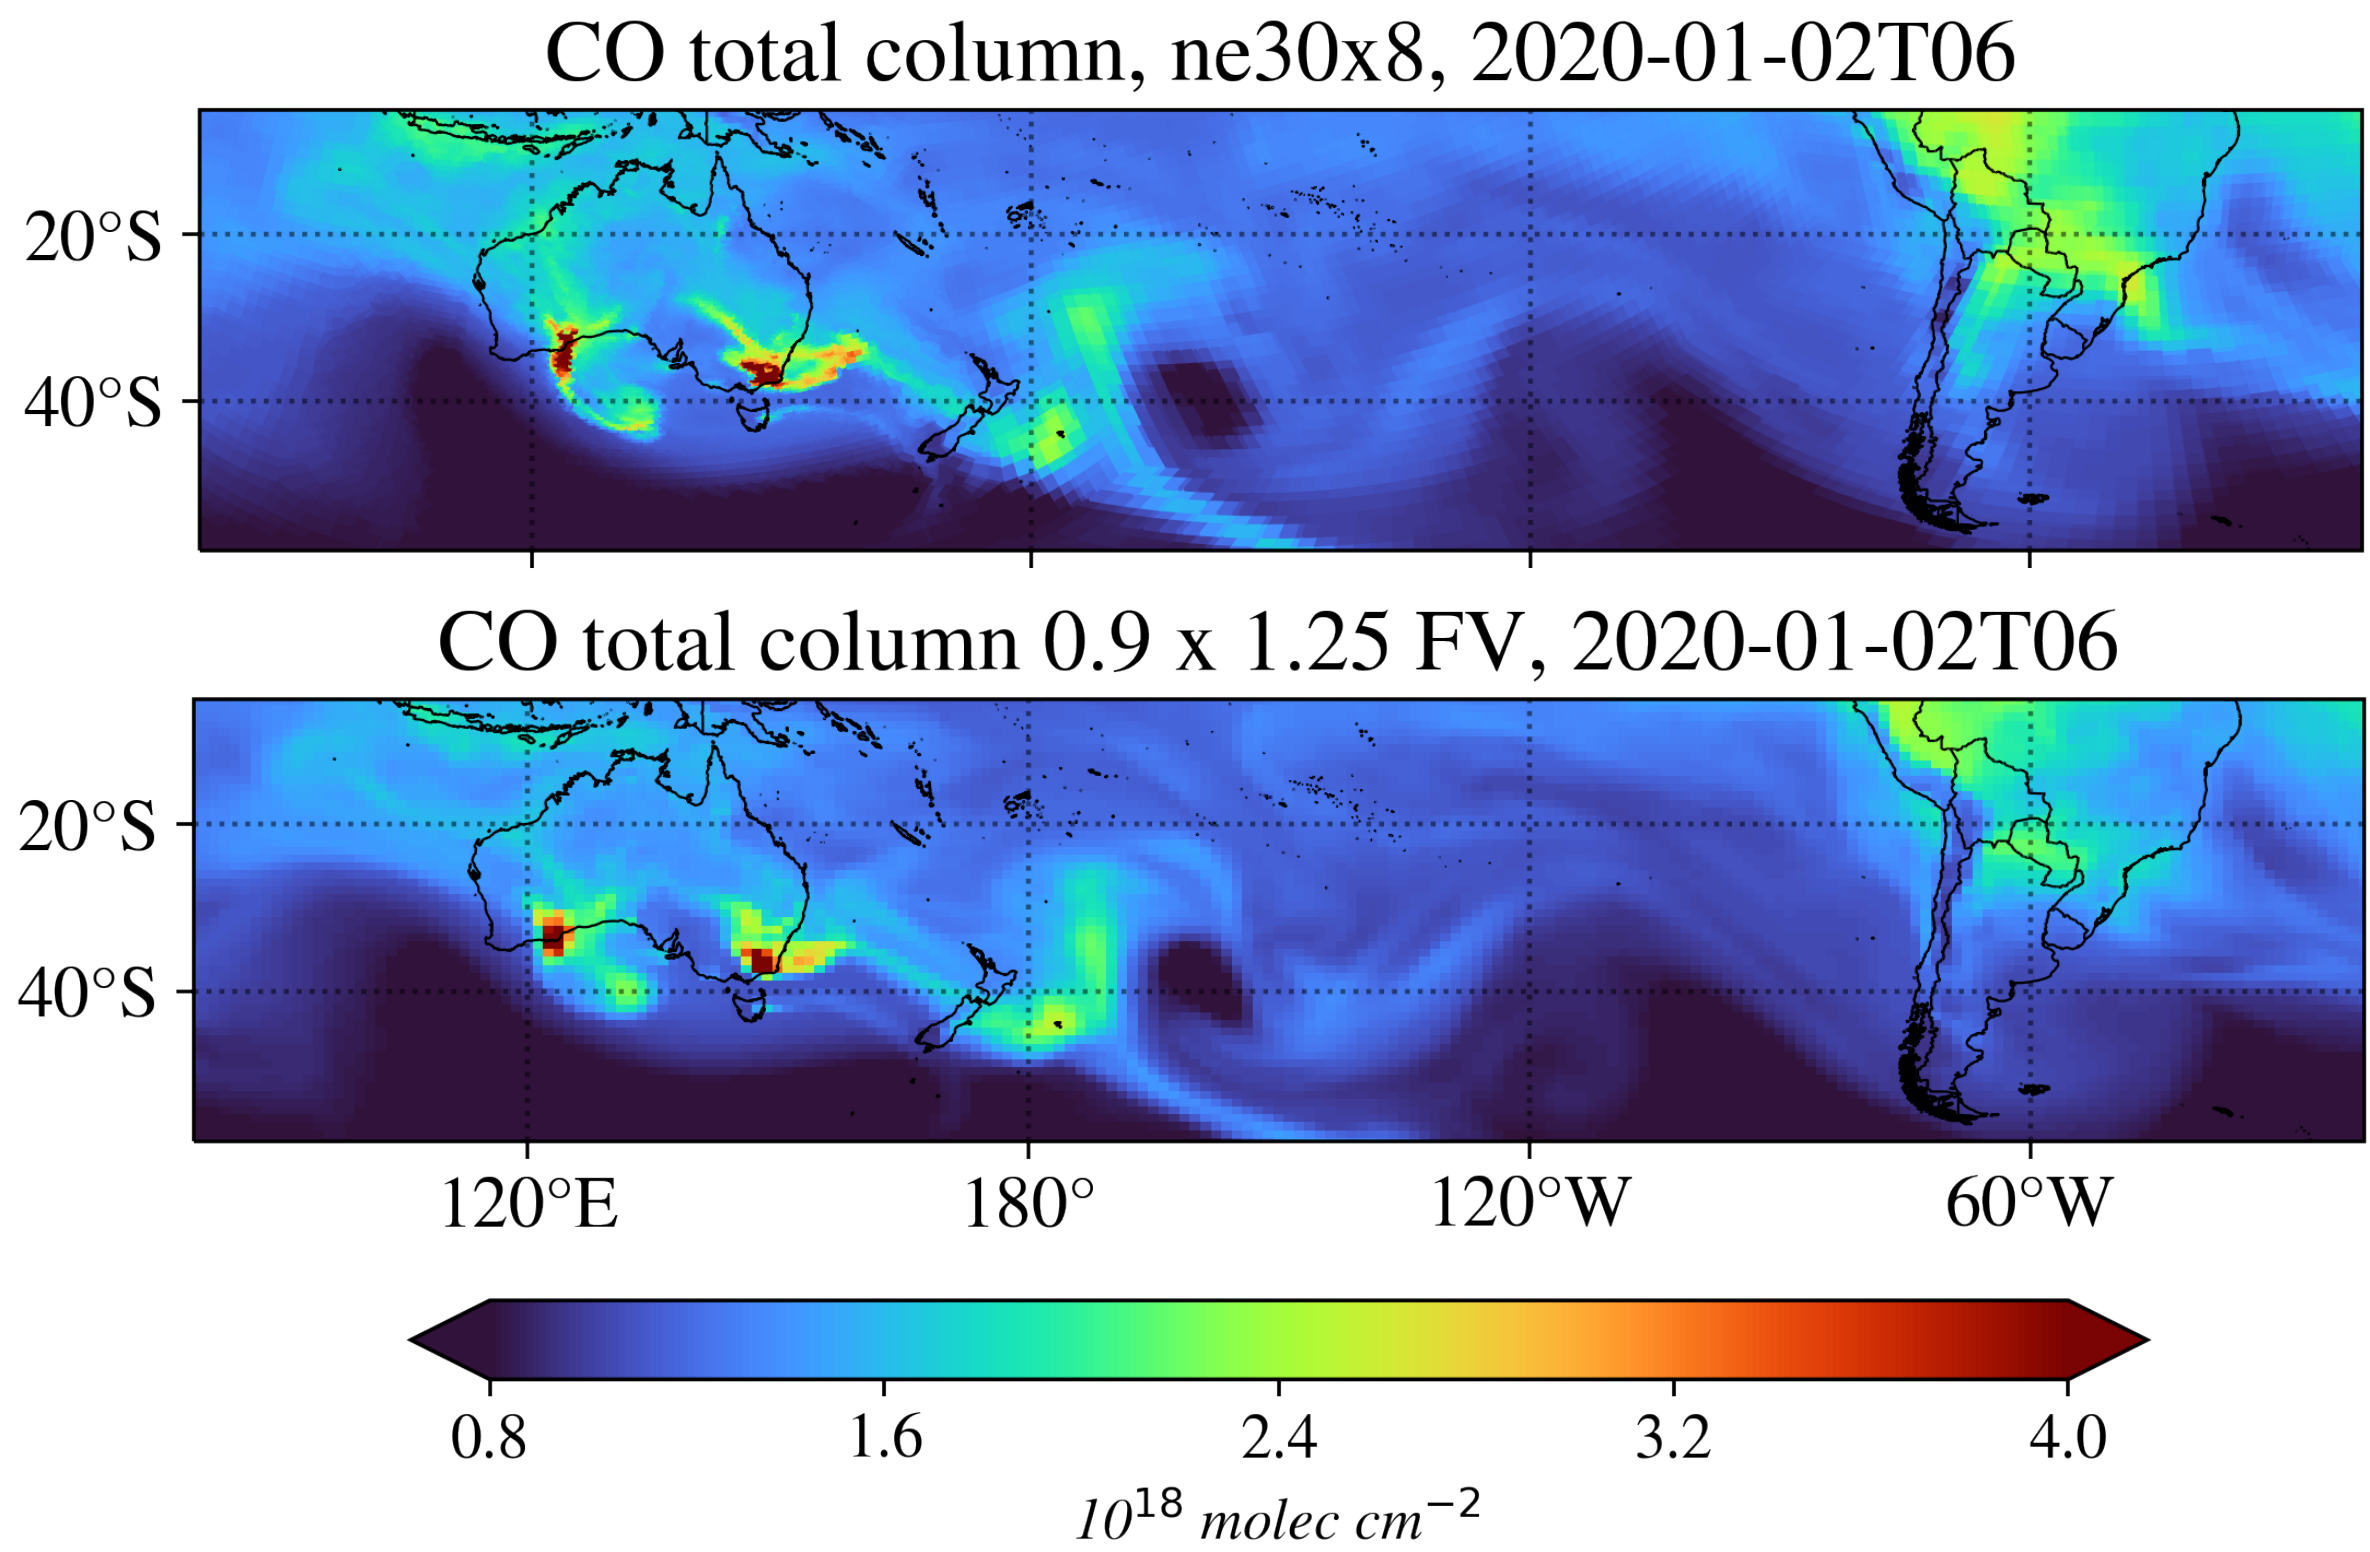 CO total column, ne30x8, 2020-01-02T06
20°S
40°S
CO total column 0.9 x 1.25 FV, 2020-01-02T06
20°S
40°S
120°E 180° 120°W 60°W
0.8 1.6 2.4 3.2 4.0
10¹⁸ molec cm⁻²